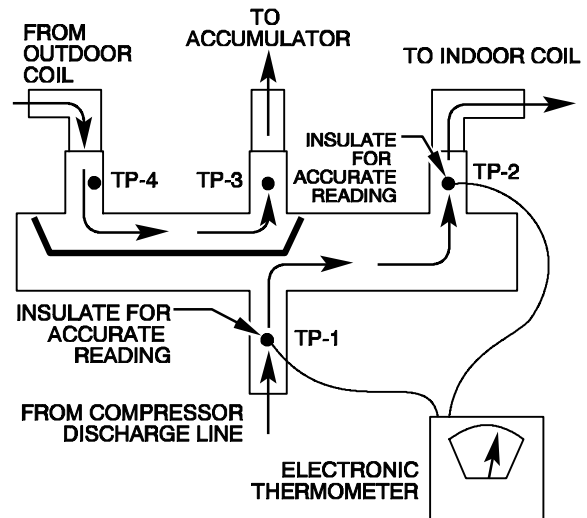 FROM
OUTDOOR
COIL
TO
ACCUMULATOR
TO INDOOR COIL
INSULATE
FOR
ACCURATE
READING
TP-4
TP-3
TP-2
INSULATE FOR
ACCURATE
READING
TP-1
FROM COMPRESSOR
DISCHARGE LINE
ELECTRONIC
THERMOMETER